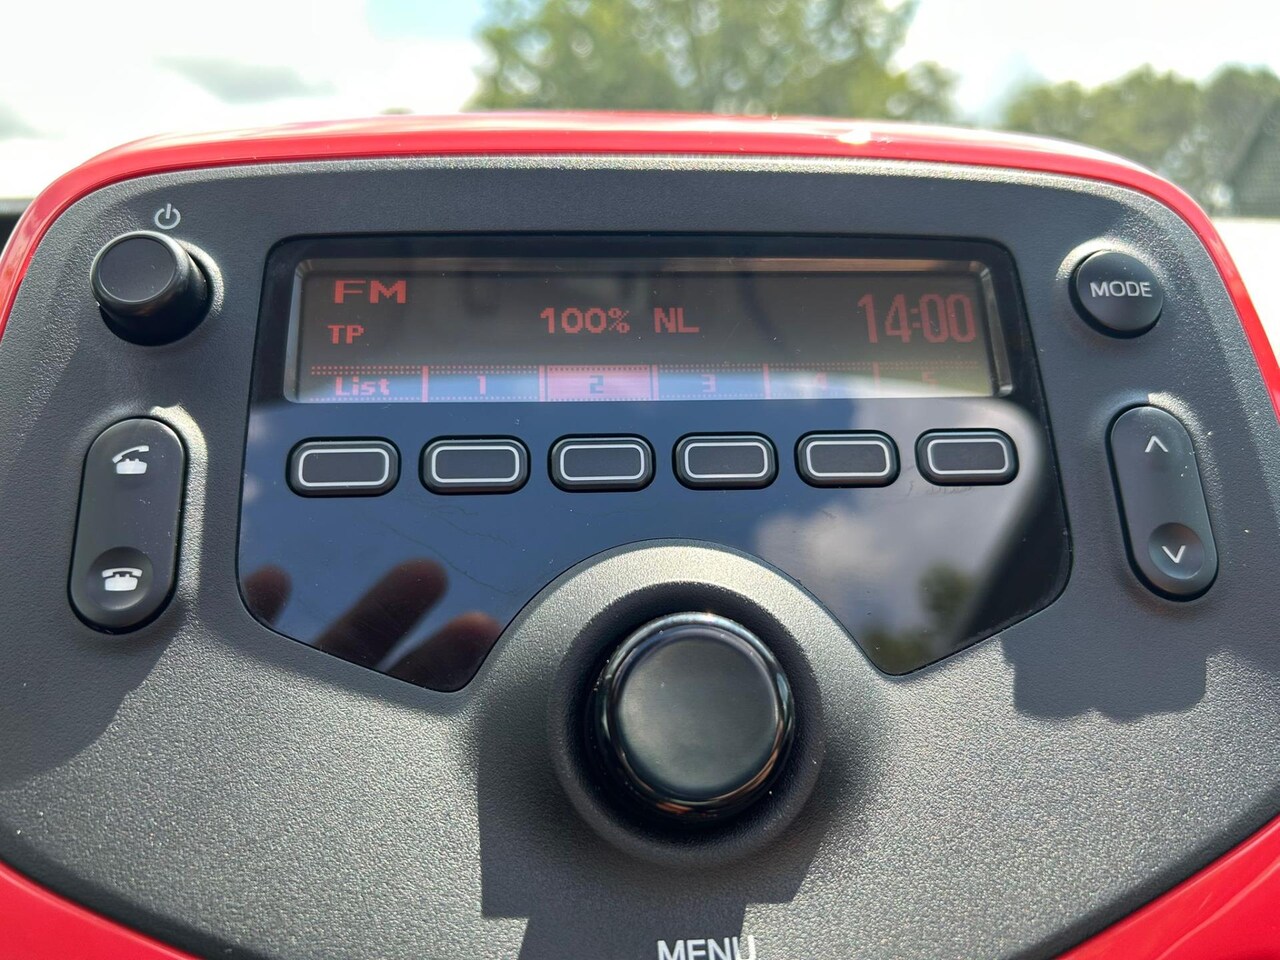 FM
TP
100% NL
14:00
List 1 2 3 4 5
MODE
MENU